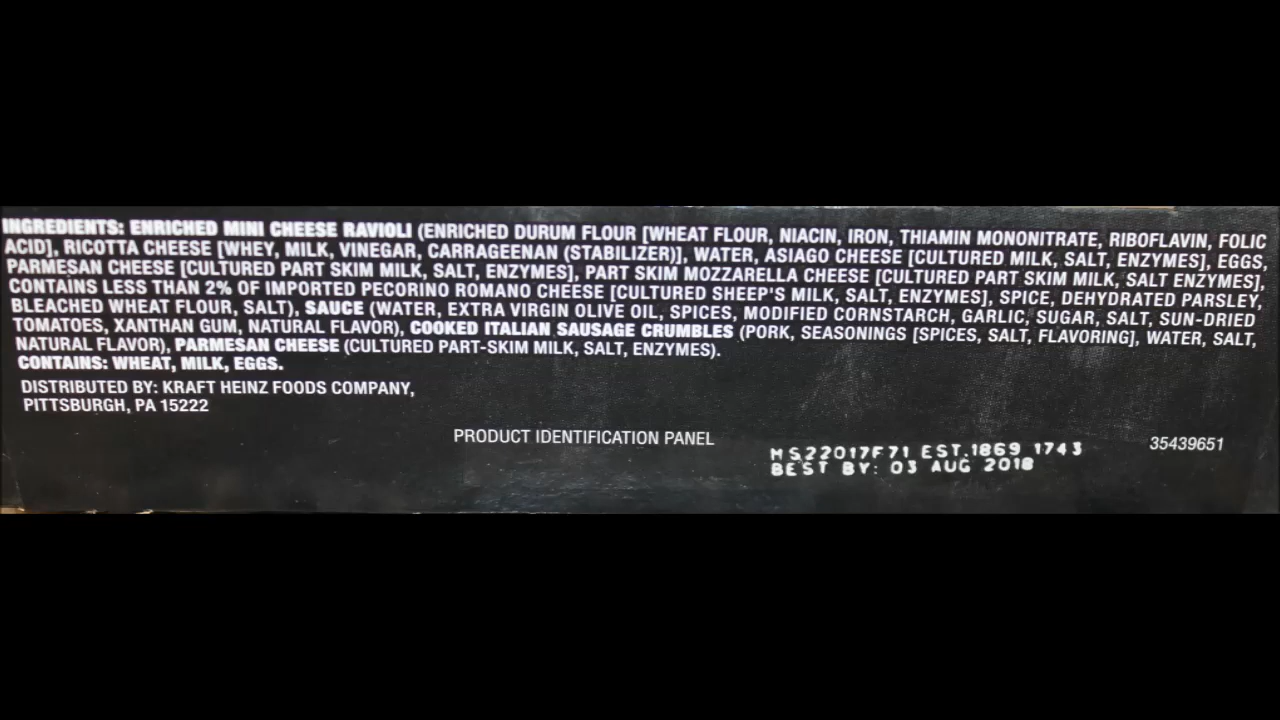 INGREDIENTS: ENRICHED MINI CHEESE RAVIOLI (ENRICHED DURUM FLOUR [WHEAT FLOUR, NIACIN, IRON, THIAMIN MONONITRATE, RIBOFLAVIN, FOLIC
ACID], RICOTTA CHEESE [WHEY, MILK, VINEGAR, CARRAGEENAN (STABILIZER)], WATER, ASIAGO CHEESE [CULTURED MILK, SALT, ENZYMES], EGGS,
PARMESAN CHEESE [CULTURED PART SKIM MILK, SALT, ENZYMES], PART SKIM MOZZARELLA CHEESE [CULTURED PART SKIM MILK, SALT ENZYMES],
CONTAINS LESS THAN 2% OF IMPORTED PECORINO ROMANO CHEESE [CULTURED SHEEP'S MILK, SALT, ENZYMES], SPICE, DEHYDRATED PARSLEY,
BLEACHED WHEAT FLOUR, SALT), SAUCE (WATER, EXTRA VIRGIN OLIVE OIL, SPICES, MODIFIED CORNSTARCH, GARLIC, SUGAR, SALT, SUN-DRIED
TOMATOES, XANTHAN GUM, NATURAL FLAVOR), COOKED ITALIAN SAUSAGE CRUMBLES (PORK, SEASONINGS [SPICES, SALT, FLAVORING], WATER, SALT,
NATURAL FLAVOR), PARMESAN CHEESE (CULTURED PART-SKIM MILK, SALT, ENZYMES).
CONTAINS: WHEAT, MILK, EGGS.
DISTRIBUTED BY: KRAFT HEINZ FOODS COMPANY,
PITTSBURGH, PA 15222
PRODUCT IDENTIFICATION PANEL
MS22017F71 EST.1869 1743
BEST BY: 03 AUG 2018
35439651